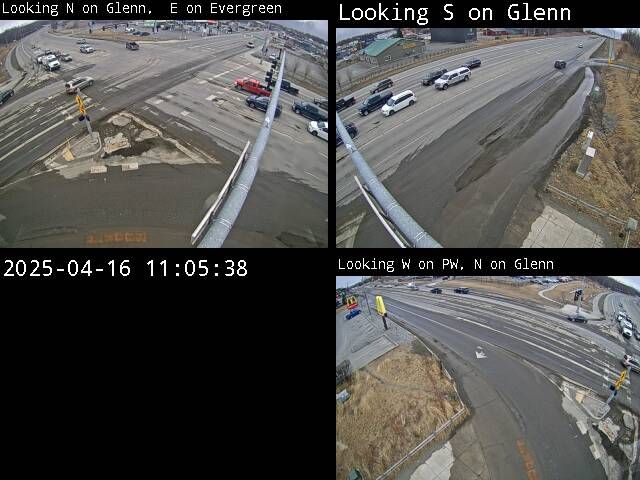 Looking N on Glenn,  E on Evergreen
Looking S on Glenn
2025-04-16 11:05:38
Looking W on PW, N on Glenn